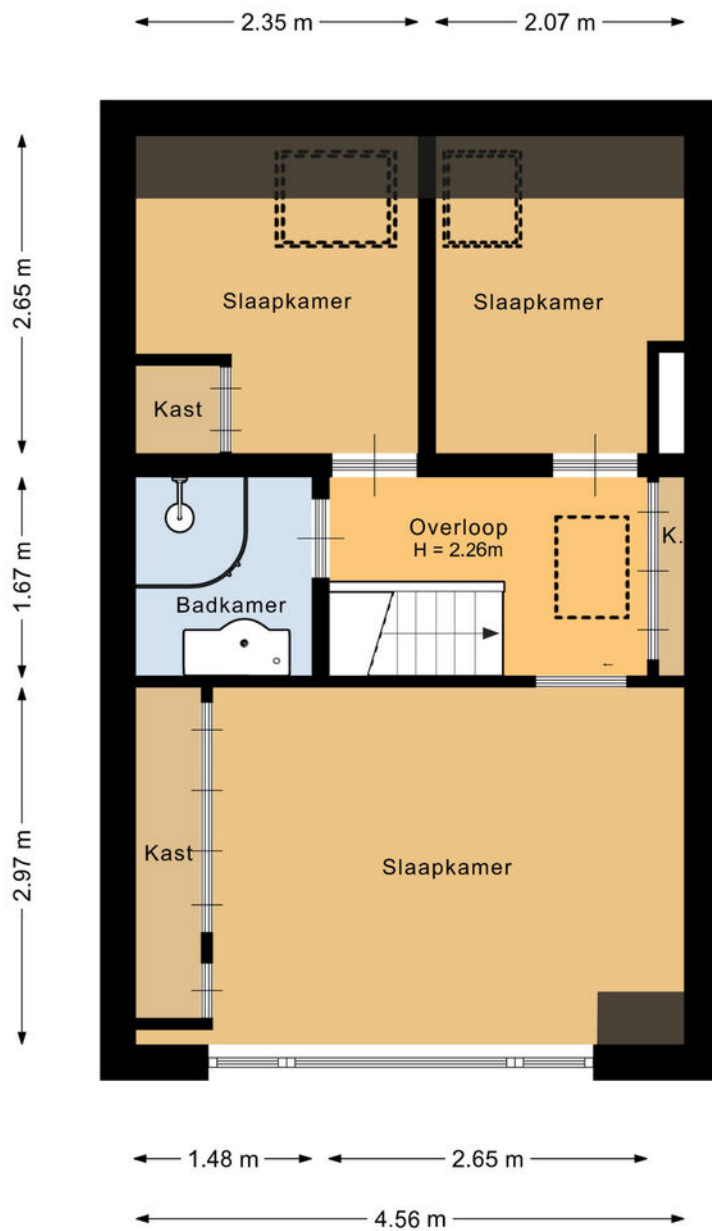 2.35 m
2.07 m
2.65 m
Slaapkamer
Slaapkamer
Kast
1.67 m
Overloop
H = 2.26m
K.
Badkamer
2.97 m
Kast
Slaapkamer
1.48 m
2.65 m
4.56 m